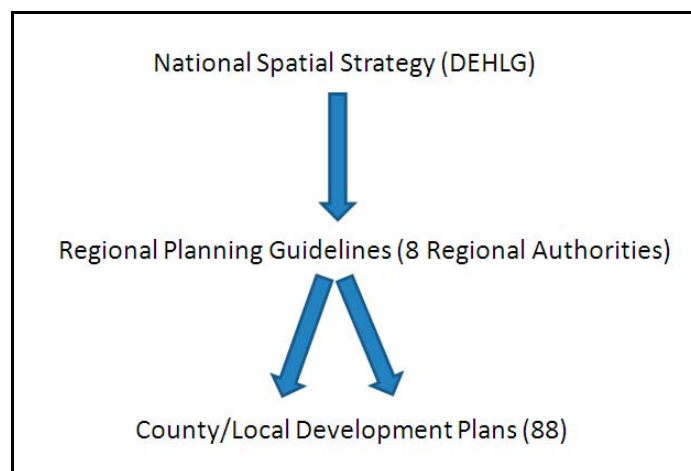 National Spatial Strategy (DEHLG)
Regional Planning Guidelines (8 Regional Authorities)
County/Local Development Plans (88)